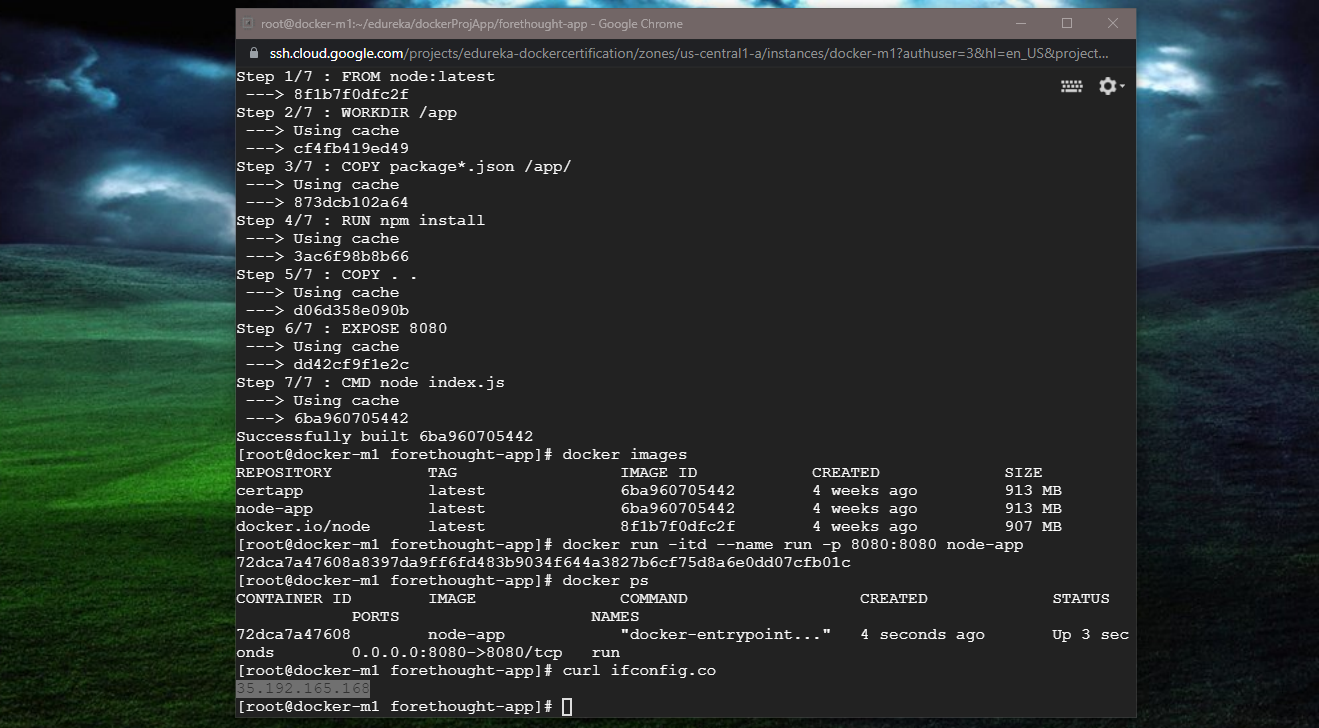 root@docker-m1:~/edureka/dockerProjApp/forethought-app - Google Chrome
ssh.cloud.google.com/projects/edureka-dockercertification/zones/us-central1-a/instances/docker-m1?authuser=3&hl=en_US&project...
Step 1/7 : FROM node:latest
 ---> 8f1b7f0dfc2f
Step 2/7 : WORKDIR /app
 ---> Using cache
 ---> cf4fb419ed49
Step 3/7 : COPY package*.json /app/
 ---> Using cache
 ---> 873dcb102a64
Step 4/7 : RUN npm install
 ---> Using cache
 ---> 3ac6f98b8b66
Step 5/7 : COPY . .
 ---> Using cache
 ---> d06d358e090b
Step 6/7 : EXPOSE 8080
 ---> Using cache
 ---> dd42cf9f1e2c
Step 7/7 : CMD node index.js
 ---> Using cache
 ---> 6ba960705442
Successfully built 6ba960705442
[root@docker-m1 forethought-app]# docker images
REPOSITORY          TAG                 IMAGE ID            CREATED             SIZE
certapp             latest              6ba960705442        4 weeks ago         913 MB
node-app            latest              6ba960705442        4 weeks ago         913 MB
docker.io/node      latest              8f1b7f0dfc2f        4 weeks ago         907 MB
[root@docker-m1 forethought-app]# docker run -itd --name run -p 8080:8080 node-app
72dca7a47608a8397da9ff6fd483b9034f644a3827b6cf75d8a6e0dd07cfb01c
[root@docker-m1 forethought-app]# docker ps
CONTAINER ID        IMAGE               COMMAND                  CREATED             STATUS
            PORTS                    NAMES
72dca7a47608        node-app            "docker-entrypoint..."   4 seconds ago       Up 3 sec
onds        0.0.0.0:8080->8080/tcp   run
[root@docker-m1 forethought-app]# curl ifconfig.co
35.192.165.168
[root@docker-m1 forethought-app]#